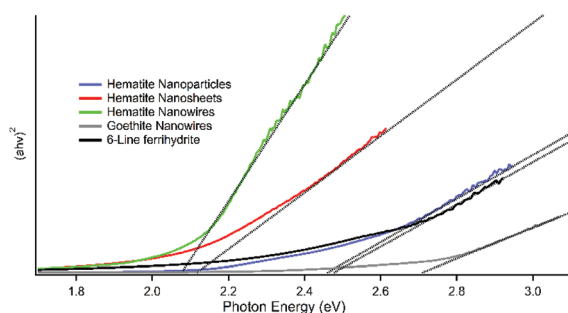 (ahv)²
Hematite Nanoparticles
Hematite Nanosheets
Hematite Nanowires
Goethite Nanowires
6-Line ferrihydrite
1.8 2.0 2.2 2.4 2.6 2.8 3.0
Photon Energy (eV)